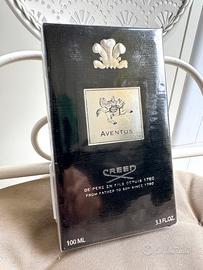 AVENTUS
CREED
DE PERE EN FILS DEPUIS 1760
FROM FATHER TO SON SINCE 1760
100 ML
3.3 FL.OZ.